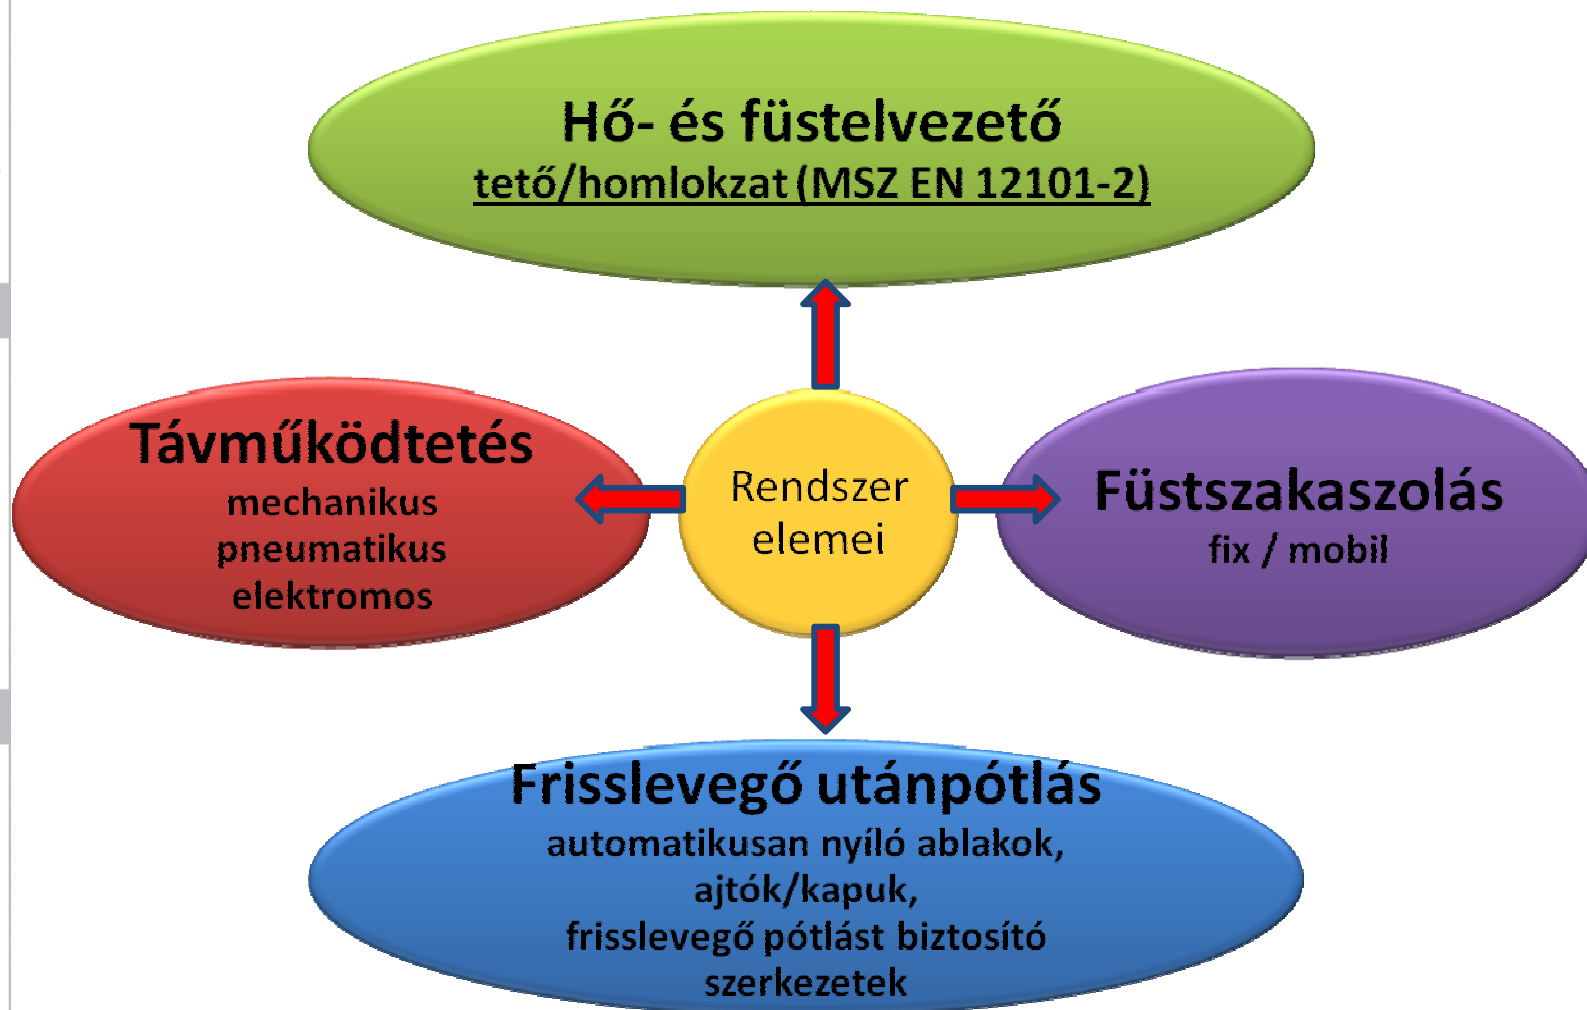 Hő- és füstelvezető
tető/homlokzat (MSZ EN 12101-2)
Távműködtetés
mechanikus
pneumatikus
elektromos
Rendszer
elemei
Füstszakaszolás
fix / mobil
Frisslevegő utánpótlás
automatikusan nyíló ablakok,
ajtók/kapuk,
frisslevegő pótlást biztosító
szerkezetek